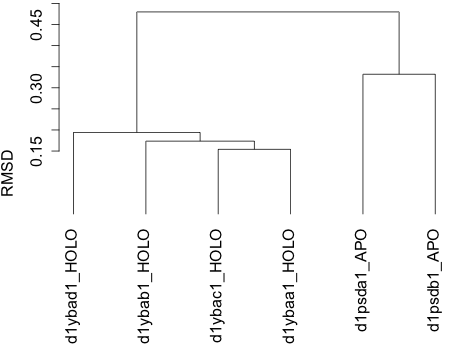 0.45
0.30
0.15
RMSD
d1ybad1_HOLO
d1ybab1_HOLO
d1ybac1_HOLO
d1ybaa1_HOLO
d1psda1_APO
d1psdb1_APO